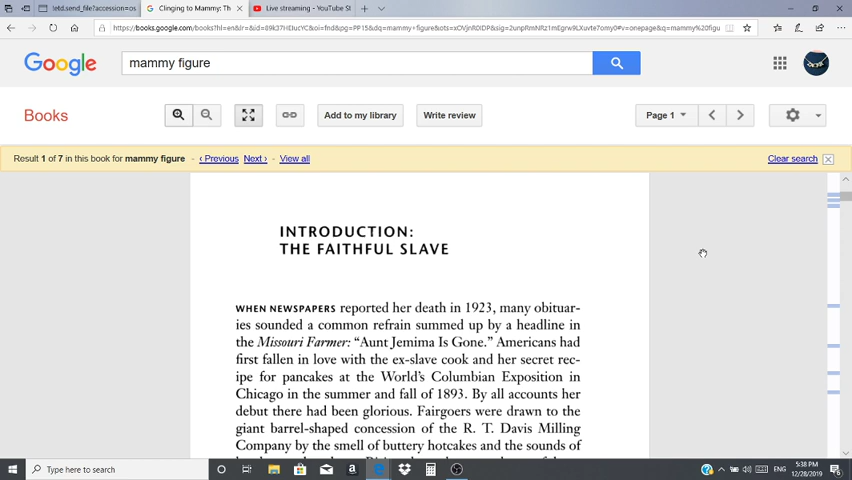 !etd.send_file?accession=os
Clinging to Mammy: Th
Live streaming - YouTube St
Google
mammy figure
Books
Add to my library
Write review
Page 1
Result 1 of 7 in this book for mammy figure - ‹ Previous Next › - View all
Clear search
INTRODUCTION:
THE FAITHFUL SLAVE
WHEN NEWSPAPERS reported her death in 1923, many obituar-
ies sounded a common refrain summed up by a headline in
the Missouri Farmer: “Aunt Jemima Is Gone.” Americans had
first fallen in love with the ex-slave cook and her secret rec-
ipe for pancakes at the World’s Columbian Exposition in
Chicago in the summer and fall of 1893. By all accounts her
debut there had been glorious. Fairgoers were drawn to the
giant barrel-shaped concession of the R. T. Davis Milling
Company by the smell of buttery hotcakes and the sounds of
Type here to search
ENG
5:38 PM
12/28/2019